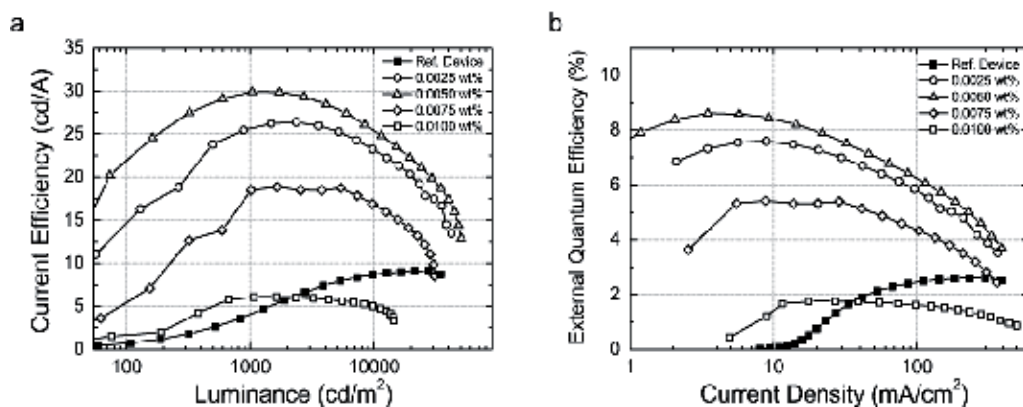 a
35
30
25
20
15
10
5
0
Current Efficiency (cd/A)
100
1000
10000
Luminance (cd/m²)
Ref. Device
0.0025 wt%
0.0050 wt%
0.0075 wt%
0.0100 wt%
b
10
8
6
4
2
0
External Quantum Efficiency (%)
1
10
100
Current Density (mA/cm²)
Ref. Device
0.0025 wt%
0.0050 wt%
0.0075 wt%
0.0100 wt%